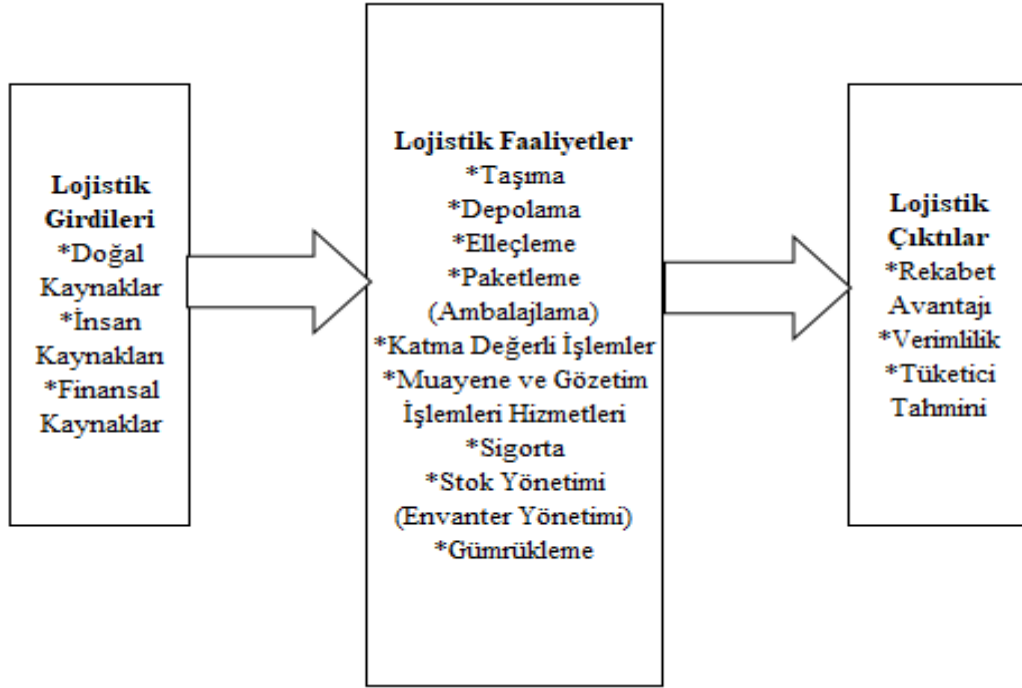 Lojistik
Girdileri
*Doğal
Kaynaklar
*İnsan
Kaynakları
*Finansal
Kaynaklar
Lojistik Faaliyetler
*Taşıma
*Depolama
*Elleçleme
*Paketleme
(Ambalajlama)
*Katma Değerli İşlemler
*Muayene ve Gözetim
İşlemleri Hizmetleri
*Sigorta
*Stok Yönetimi
(Envanter Yönetimi)
*Gümrükleme
Lojistik
Çıktılar
*Rekabet
Avantajı
*Verimlilik
*Tüketici
Tahmini